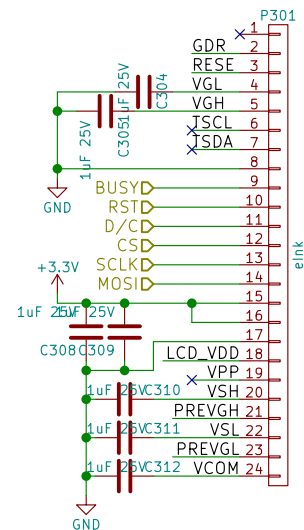 P301
1
GDR 2
RESE 3
1uF 25V C304 VGL 4
1uF 25V C305 VGH 5
TSCL 6
TSDA 7
8
GND
BUSY 9
RST 10
D/C 11
CS 12
SCLK 13
MOSI 14
eInk
+3.3V
15
1uF 25V 1uF 25V
16
C308 C309
17
LCD_VDD 18
VPP 19
1uF 25V C310 VSH 20
PREVGH 21
1uF 25V C311 VSL 22
PREVGL 23
1uF 25V C312 VCOM 24
GND